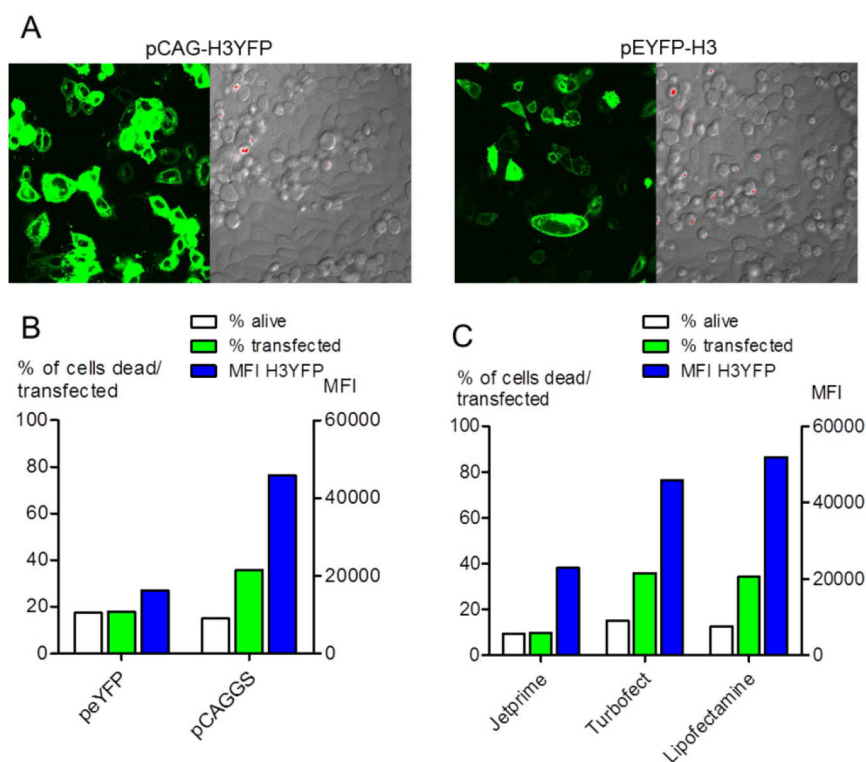 A
pCAG-H3YFP
pEYFP-H3
B
% alive
% transfected
MFI H3YFP
% of cells dead/
transfected
MFI
100
80
60
40
20
0
60000
40000
20000
0
peYFP
pCAGGS
C
% alive
% transfected
MFI H3YFP
% of cells dead/
transfected
MFI
100
80
60
40
20
0
60000
40000
20000
0
Jetprime
Turbofect
Lipofectamine